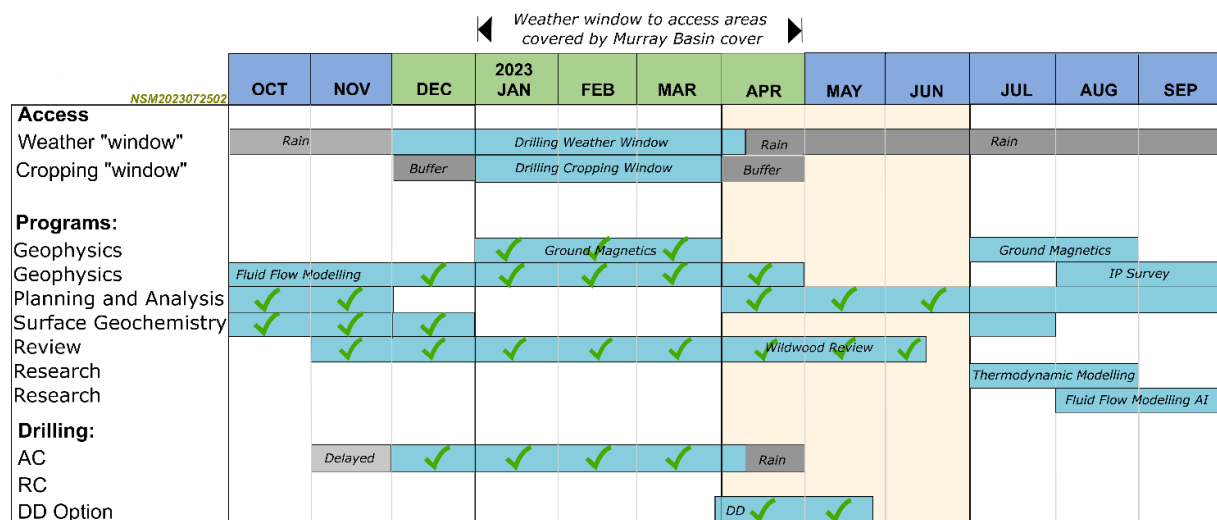 Weather window to access areas
covered by Murray Basin cover
2023
OCT NOV DEC JAN FEB MAR APR MAY JUN JUL AUG SEP
NSM2023072502
Access
Weather "window" Rain Drilling Weather Window Rain Rain
Cropping "window" Buffer Drilling Cropping Window Buffer
Programs:
Geophysics Ground Magnetics Ground Magnetics
Geophysics Fluid Flow Modelling IP Survey
Planning and Analysis
Surface Geochemistry
Review Wildwood Review
Research Thermodynamic Modelling
Research Fluid Flow Modelling AI
Drilling:
AC Delayed Rain
RC
DD Option DD